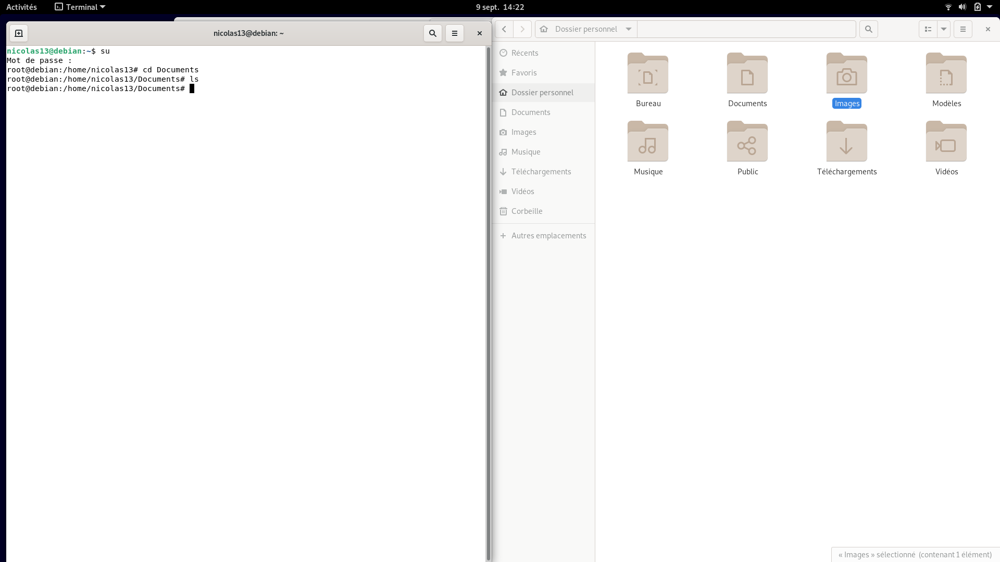 Activités
Terminal
9 sept. 14:22
nicolas13@debian: ~
nicolas13@debian:~$ su
Mot de passe :
root@debian:/home/nicolas13# cd Documents
root@debian:/home/nicolas13/Documents# ls
root@debian:/home/nicolas13/Documents#
Dossier personnel
Récents
Favoris
Dossier personnel
Documents
Images
Musique
Téléchargements
Vidéos
Corbeille
Autres emplacements
Bureau
Documents
Images
Modèles
Musique
Public
Téléchargements
Vidéos
« Images » sélectionné (contenant 1 élément)